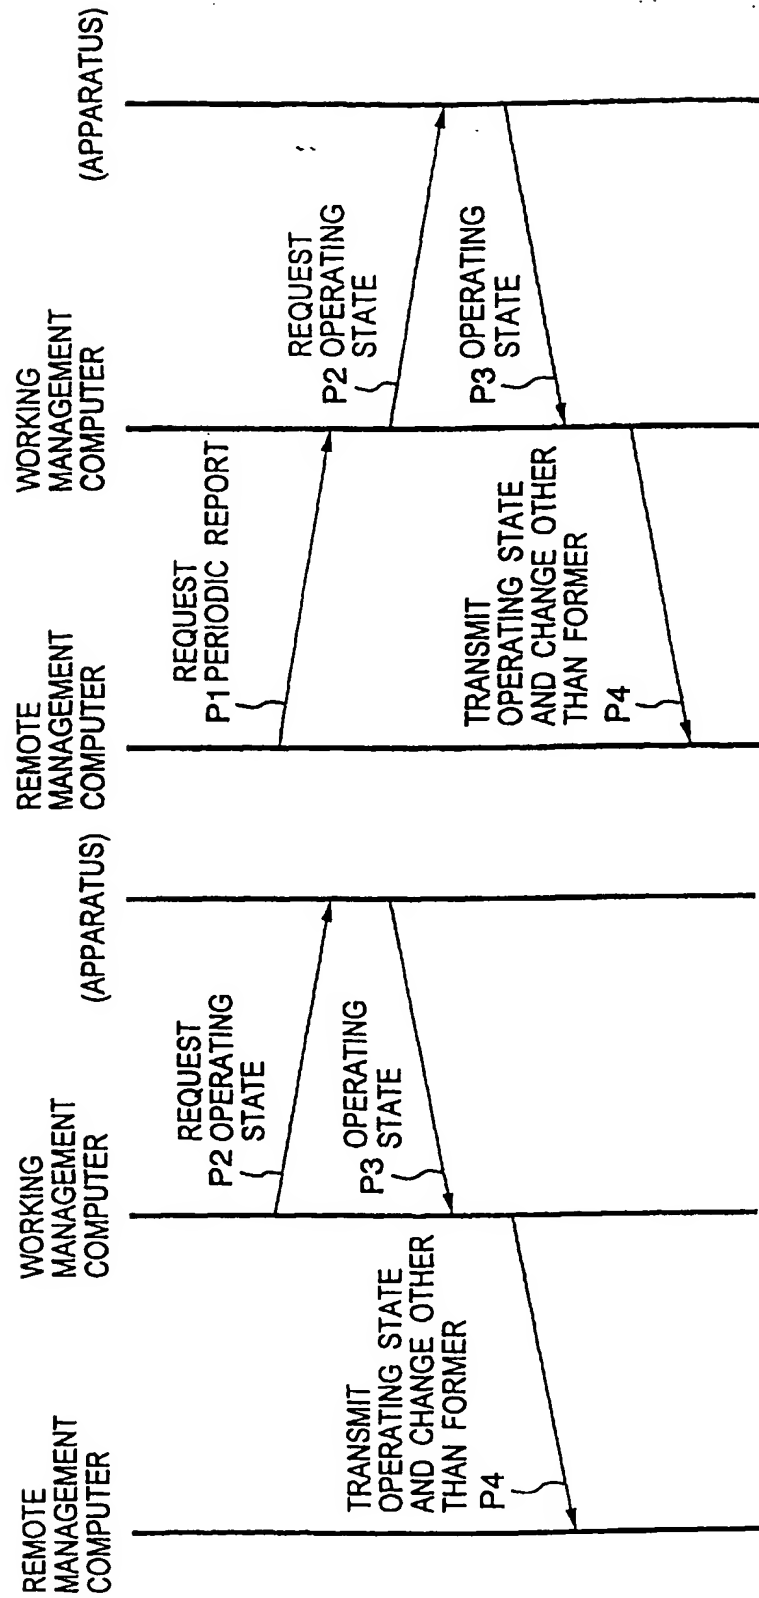 REMOTE
MANAGEMENT
COMPUTER
WORKING
MANAGEMENT
COMPUTER
(APPARATUS)
REQUEST
P2 OPERATING
STATE
P3 OPERATING
STATE
TRANSMIT
OPERATING STATE
AND CHANGE OTHER
THAN FORMER
P4
REMOTE
MANAGEMENT
COMPUTER
WORKING
MANAGEMENT
COMPUTER
(APPARATUS)
REQUEST
P1 PERIODIC REPORT
REQUEST
P2 OPERATING
STATE
P3 OPERATING
STATE
TRANSMIT
OPERATING STATE
AND CHANGE OTHER
THAN FORMER
P4